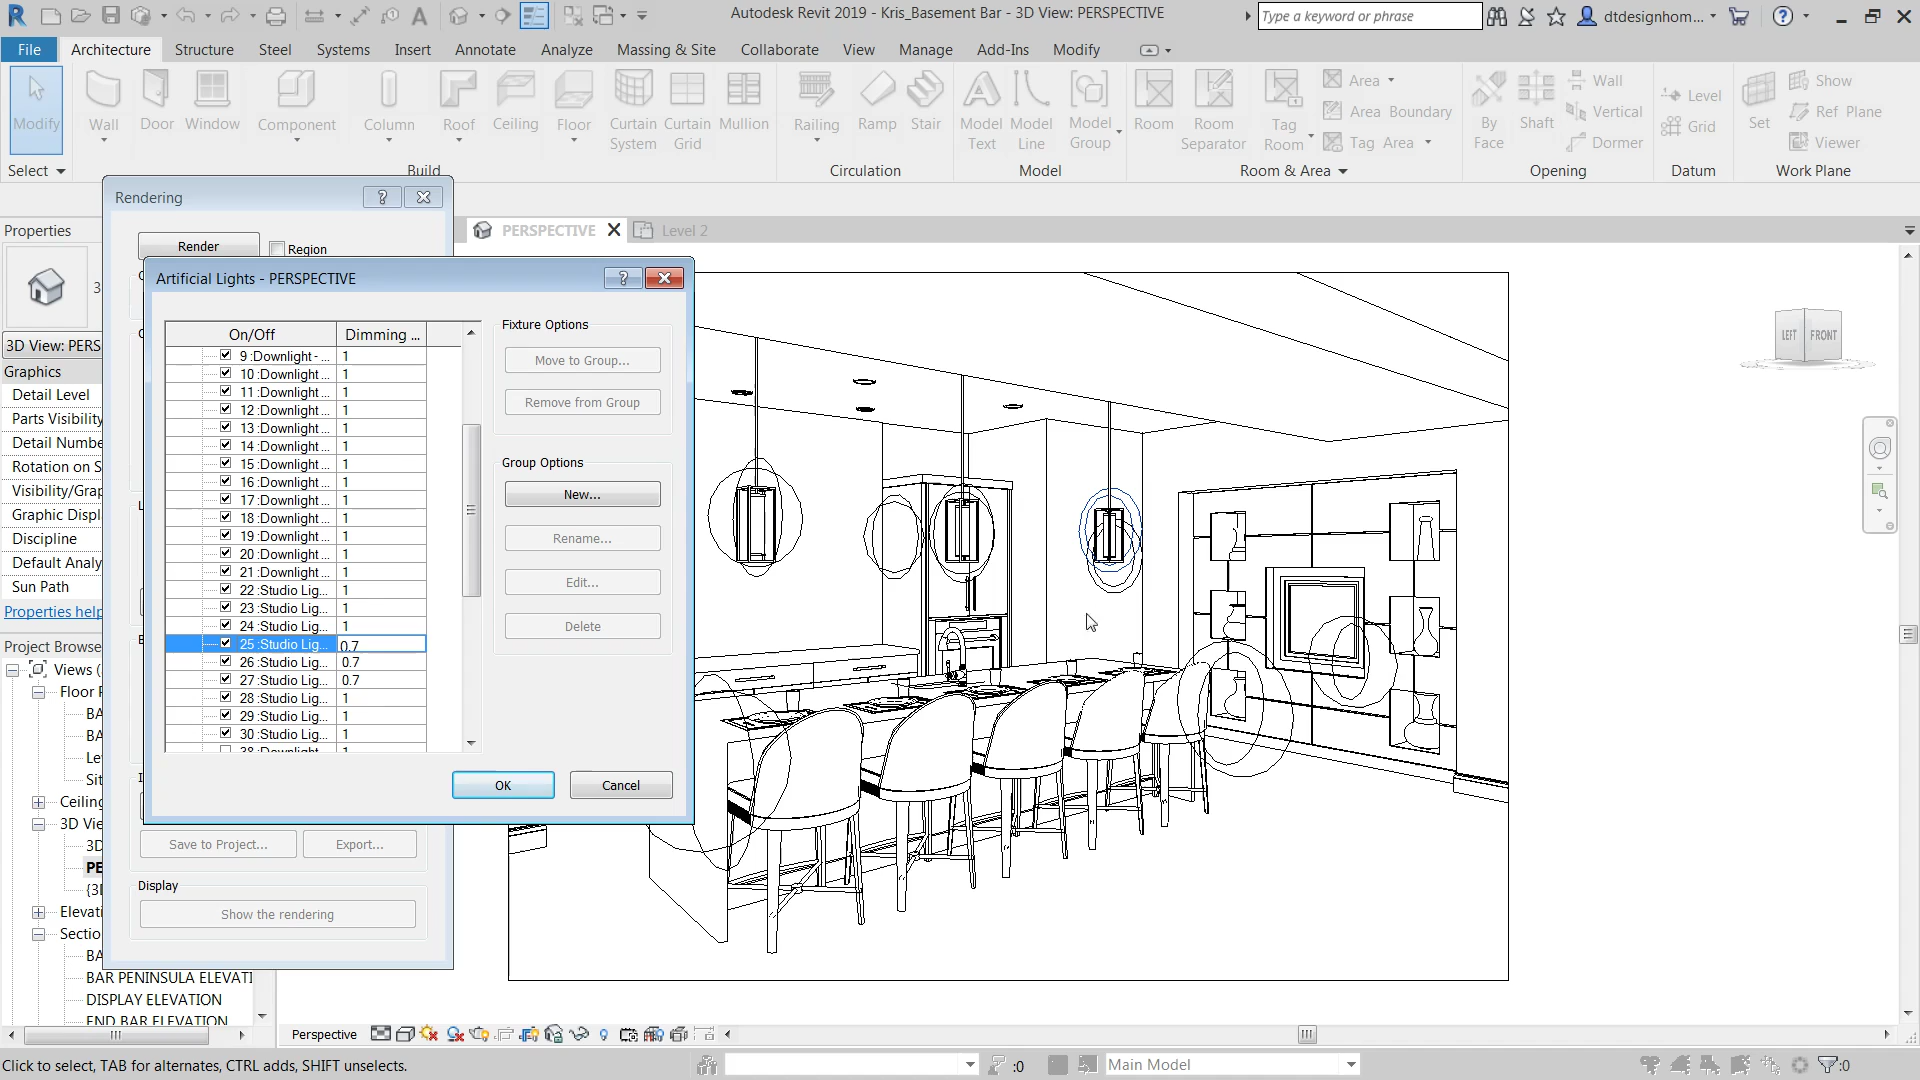 Autodesk Revit 2019 - Kris_Basement Bar - 3D View: PERSPECTIVE
Type a keyword or phrase
dtdesignhom...
File Architecture Structure Steel Systems Insert Annotate Analyze Massing & Site Collaborate View Manage Add-Ins Modify
Modify
Wall
Door
Window
Component
Column
Roof
Ceiling
Floor
Curtain
System
Curtain
Grid
Mullion
Railing
Ramp
Stair
Model
Text
Model
Line
Model
Group
Room
Room
Separator
Tag
Room
Area
Area Boundary
Tag Area
By
Face
Shaft
Wall
Vertical
Dormer
Level
Grid
Set
Show
Ref Plane
Viewer
Select
Build
Circulation
Model
Room & Area
Opening
Datum
Work Plane
Properties
3
3D View: PERS
Graphics
Detail Level
Parts Visibility
Detail Numbe
Rotation on S
Visibility/Grap
Graphic Displ
Discipline
Default Analy
Sun Path
Properties help
Project Browse
Views (
Floor P
BA
BA
Lev
Sit
Ceiling
3D Vie
3D
PE
{3D
Elevati
Sectio
BA
BAR PENINSULA ELEVATI
DISPLAY ELEVATION
END BAR ELEVATION
Rendering
?
Render
Region
Save to Project...
Export...
Display
Show the rendering
PERSPECTIVE
Level 2
Artificial Lights - PERSPECTIVE
?
On/Off Dimming ...
9 :Downlight - ... 1
10 :Downlight ... 1
11 :Downlight ... 1
12 :Downlight ... 1
13 :Downlight ... 1
14 :Downlight ... 1
15 :Downlight ... 1
16 :Downlight ... 1
17 :Downlight ... 1
18 :Downlight ... 1
19 :Downlight ... 1
20 :Downlight ... 1
21 :Downlight ... 1
22 :Studio Lig... 1
23 :Studio Lig... 1
24 :Studio Lig... 1
25 :Studio Lig... 0.7
26 :Studio Lig... 0.7
27 :Studio Lig... 0.7
28 :Studio Lig... 1
29 :Studio Lig... 1
30 :Studio Lig... 1
38 :Downlight ... 1
Fixture Options
Move to Group...
Remove from Group
Group Options
New...
Rename...
Edit...
Delete
OK
Cancel
LEFT
FRONT
Perspective
Click to select, TAB for alternates, CTRL adds, SHIFT unselects.
:0
Main Model
:0